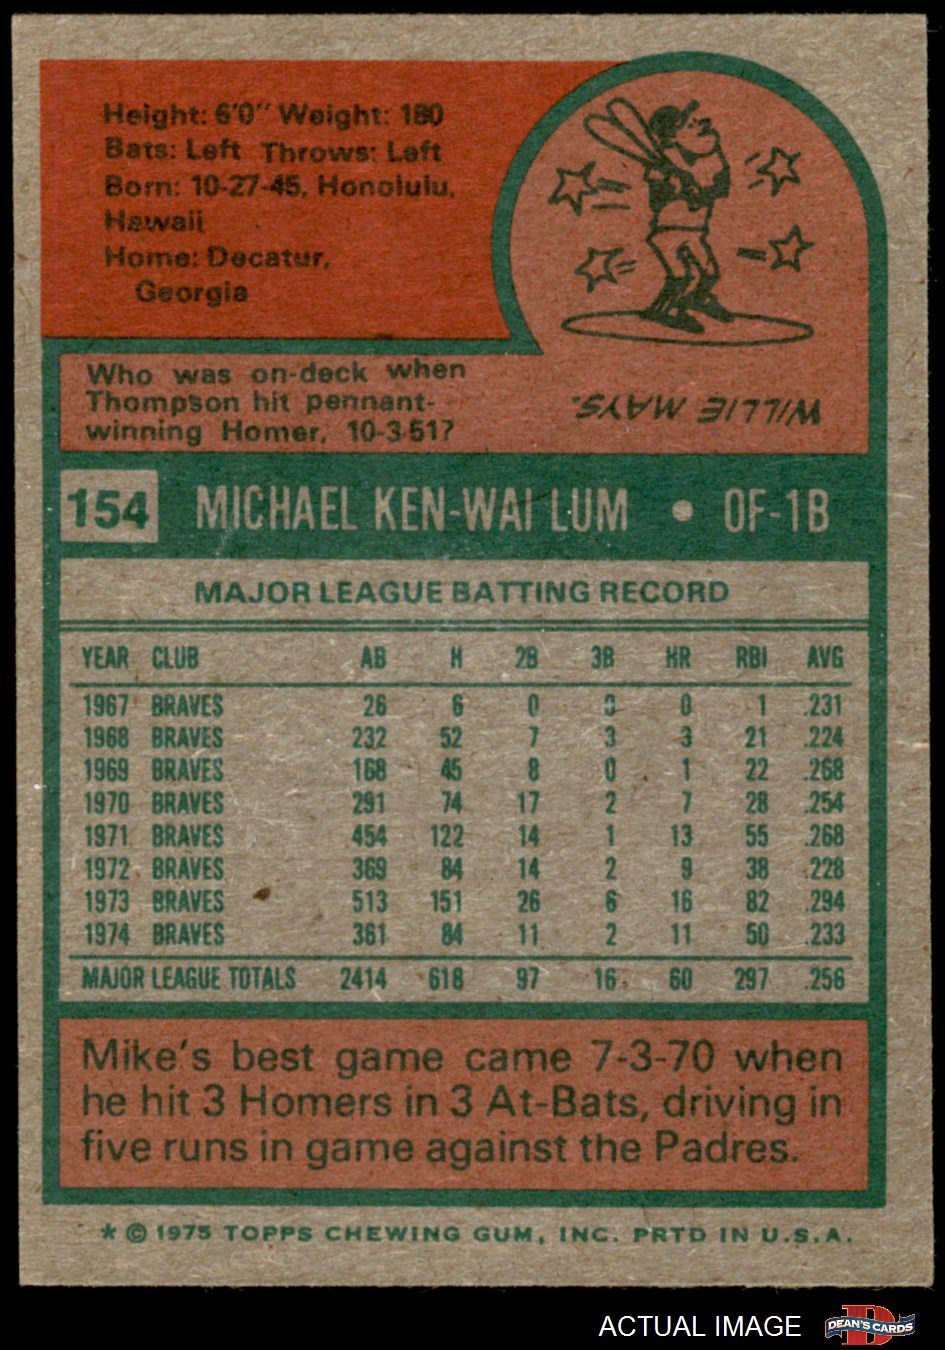 Height: 6'0" Weight: 180
Bats: Left Throws: Left
Born: 10-27-45, Honolulu,
Hawaii
Home: Decatur,
Georgia
Who was on-deck when
Thompson hit pennant-
winning Homer, 10-3-51?
WILLIE MAYS.
154 MICHAEL KEN-WAI LUM • OF-1B
MAJOR LEAGUE BATTING RECORD
YEAR CLUB AB H 2B 3B HR RBI AVG
1967 BRAVES 26 6 0 0 0 1 .231
1968 BRAVES 232 52 7 3 3 21 .224
1969 BRAVES 168 45 8 0 1 22 .268
1970 BRAVES 291 74 17 2 7 28 .254
1971 BRAVES 454 122 14 1 13 55 .268
1972 BRAVES 369 84 14 2 9 38 .228
1973 BRAVES 513 151 26 6 16 82 .294
1974 BRAVES 361 84 11 2 11 50 .233
MAJOR LEAGUE TOTALS 2414 618 97 16 60 297 .256
Mike's best game came 7-3-70 when
he hit 3 Homers in 3 At-Bats, driving in
five runs in game against the Padres.
* © 1975 TOPPS CHEWING GUM, INC. PRTD IN U.S.A.
ACTUAL IMAGE DEAN'S CARDS